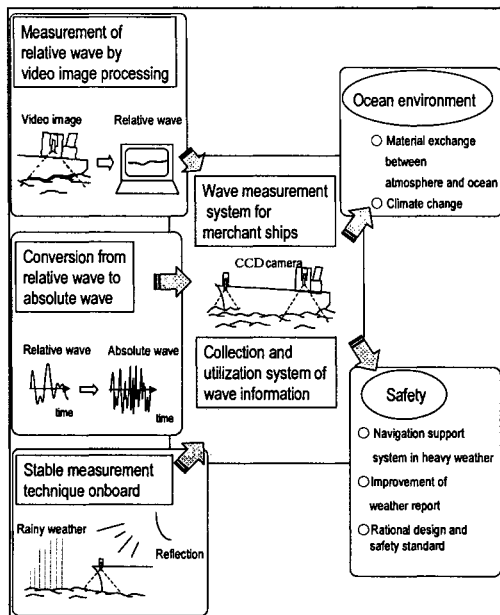 Measurement of
relative wave by
video image processing
Video image
Relative wave
Conversion from
relative wave to
absolute wave
Relative wave
Absolute wave
time
time
Stable measurement
technique onboard
Rainy weather
Reflection
Wave measurement
system for
merchant ships
CCD camera
Collection and
utilization system of
wave information
Ocean environment
○ Material exchange
between
atmosphere and ocean
○ Climate change
Safety
○ Navigation support
system in heavy weather
○ Improvement of
weather report
○ Rational design and
safety standard